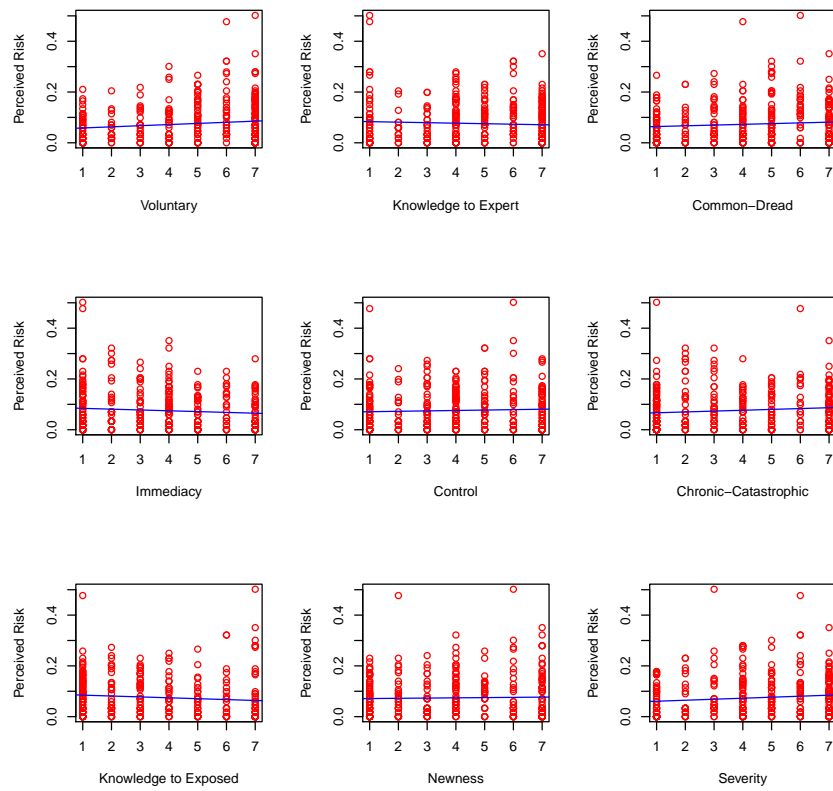 Perceived Risk
0.0 0.2 0.4
1 2 3 4 5 6 7
Voluntary
Perceived Risk
0.0 0.2 0.4
1 2 3 4 5 6 7
Knowledge to Expert
Perceived Risk
0.0 0.2 0.4
1 2 3 4 5 6 7
Common−Dread
Perceived Risk
0.0 0.2 0.4
1 2 3 4 5 6 7
Immediacy
Perceived Risk
0.0 0.2 0.4
1 2 3 4 5 6 7
Control
Perceived Risk
0.0 0.2 0.4
1 2 3 4 5 6 7
Chronic−Catastrophic
Perceived Risk
0.0 0.2 0.4
1 2 3 4 5 6 7
Knowledge to Exposed
Perceived Risk
0.0 0.2 0.4
1 2 3 4 5 6 7
Newness
Perceived Risk
0.0 0.2 0.4
1 2 3 4 5 6 7
Severity